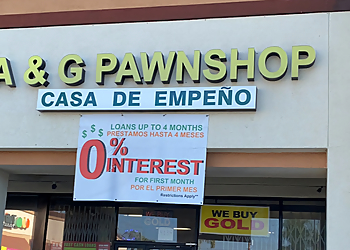 A & G PAWNSHOP
CASA DE EMPEÑO
$ $ $
LOANS UP TO 4 MONTHS
PRESTAMOS HASTA 4 MESES
0% INTEREST
FOR FIRST MONTH
POR EL PRIMER MES
Restrictions Apply**
WE BUY
GOLD